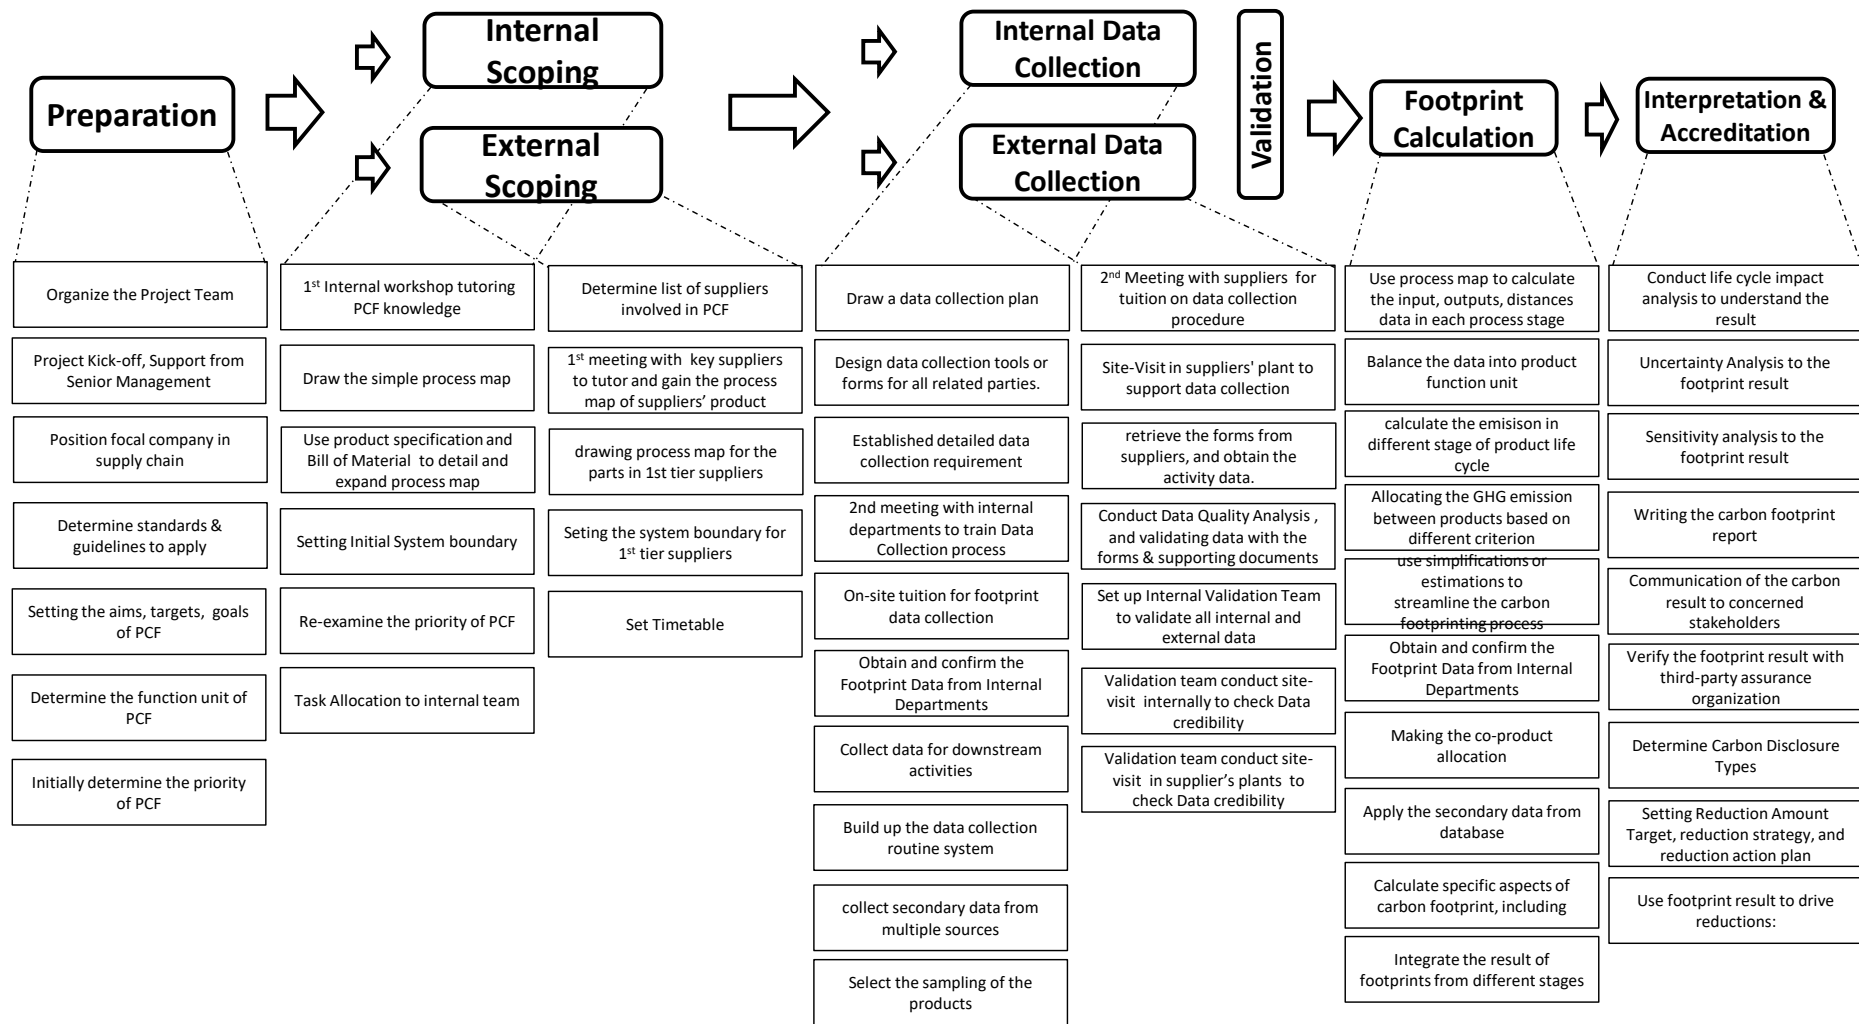 Preparation
Internal
Scoping
External
Scoping
Internal Data
Collection
External Data
Collection
Validation
Footprint
Calculation
Interpretation &
Accreditation
Organize the Project Team
Project Kick-off, Support from
Senior Management
Position focal company in
supply chain
Determine standards &
guidelines to apply
Setting the aims, targets, goals
of PCF
Determine the function unit of
PCF
Initially determine the priority
of PCF
1st Internal workshop tutoring
PCF knowledge
Draw the simple process map
Use product specification and
Bill of Material to detail and
expand process map
Setting Initial System boundary
Re-examine the priority of PCF
Task Allocation to internal team
Determine list of suppliers
involved in PCF
1st meeting with key suppliers
to tutor and gain the process
map of suppliers’ product
drawing process map for the
parts in 1st tier suppliers
Seting the system boundary for
1st tier suppliers
Set Timetable
Draw a data collection plan
Design data collection tools or
forms for all related parties.
Established detailed data
collection requirement
2nd meeting with internal
departments to train Data
Collection process
On-site tuition for footprint
data collection
Obtain and confirm the
Footprint Data from Internal
Departments
Collect data for downstream
activities
Build up the data collection
routine system
collect secondary data from
multiple sources
Select the sampling of the
products
2nd Meeting with suppliers for
tuition on data collection
procedure
Site-Visit in suppliers' plant to
support data collection
retrieve the forms from
suppliers, and obtain the
activity data.
Conduct Data Quality Analysis ,
and validating data with the
forms & supporting documents
Set up Internal Validation Team
to validate all internal and
external data
Validation team conduct site-
visit internally to check Data
credibility
Validation team conduct site-
visit in supplier’s plants to
check Data credibility
Use process map to calculate
the input, outputs, distances
data in each process stage
Balance the data into product
function unit
calculate the emisison in
different stage of product life
cycle
Allocating the GHG emission
between products based on
different criterion
use simplifications or
estimations to
streamline the carbon
footprinting process
Obtain and confirm the
Footprint Data from Internal
Departments
Making the co-product
allocation
Apply the secondary data from
database
Calculate specific aspects of
carbon footprint, including
Integrate the result of
footprints from different stages
Conduct life cycle impact
analysis to understand the
result
Uncertainty Analysis to the
footprint result
Sensitivity analysis to the
footprint result
Writing the carbon footprint
report
Communication of the carbon
result to concerned
stakeholders
Verify the footprint result with
third-party assurance
organization
Determine Carbon Disclosure
Types
Setting Reduction Amount
Target, reduction strategy, and
reduction action plan
Use footprint result to drive
reductions: